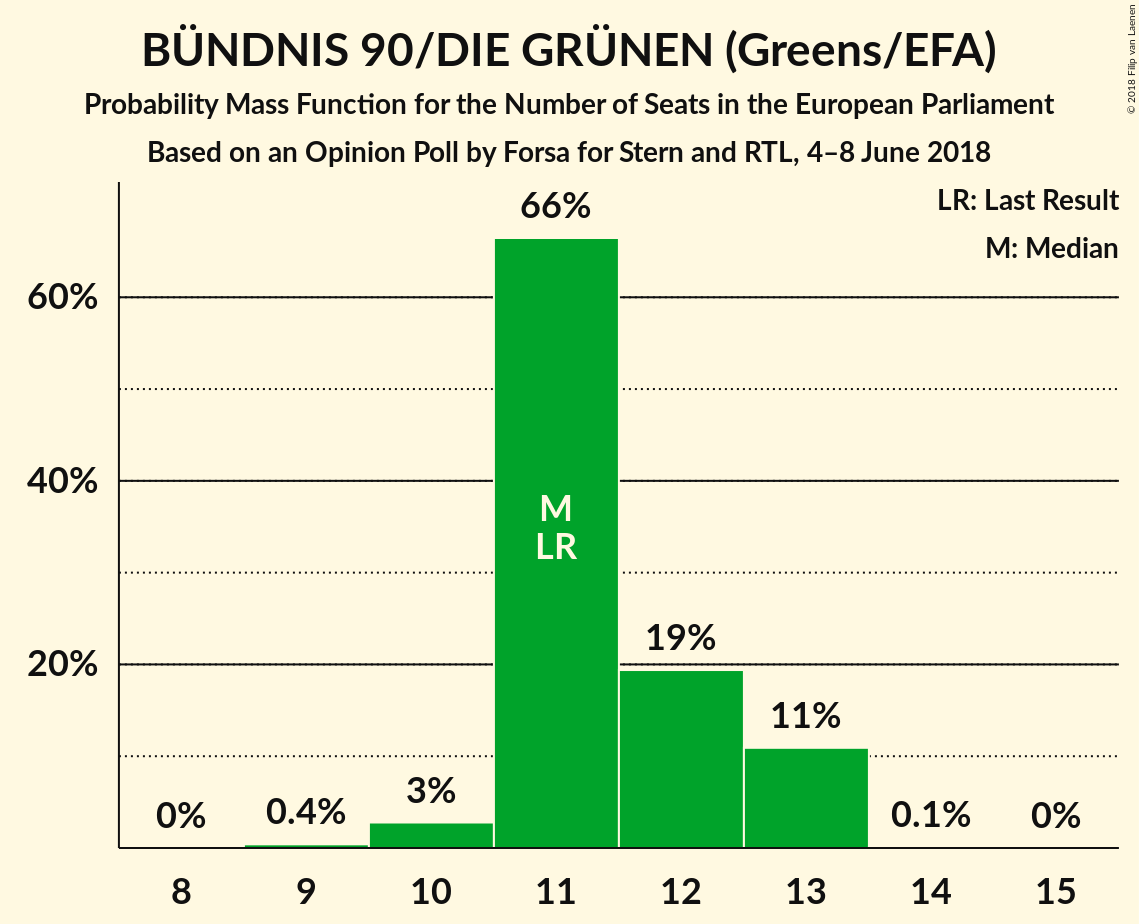 BÜNDNIS 90/DIE GRÜNEN (Greens/EFA)
Probability Mass Function for the Number of Seats in the European Parliament
Based on an Opinion Poll by Forsa for Stern and RTL, 4–8 June 2018
© 2018 Filip van Laenen
LR: Last Result
M: Median
60%
40%
20%
0%
0.4%
3%
66%
M
LR
19%
11%
0.1%
0%
8 9 10 11 12 13 14 15